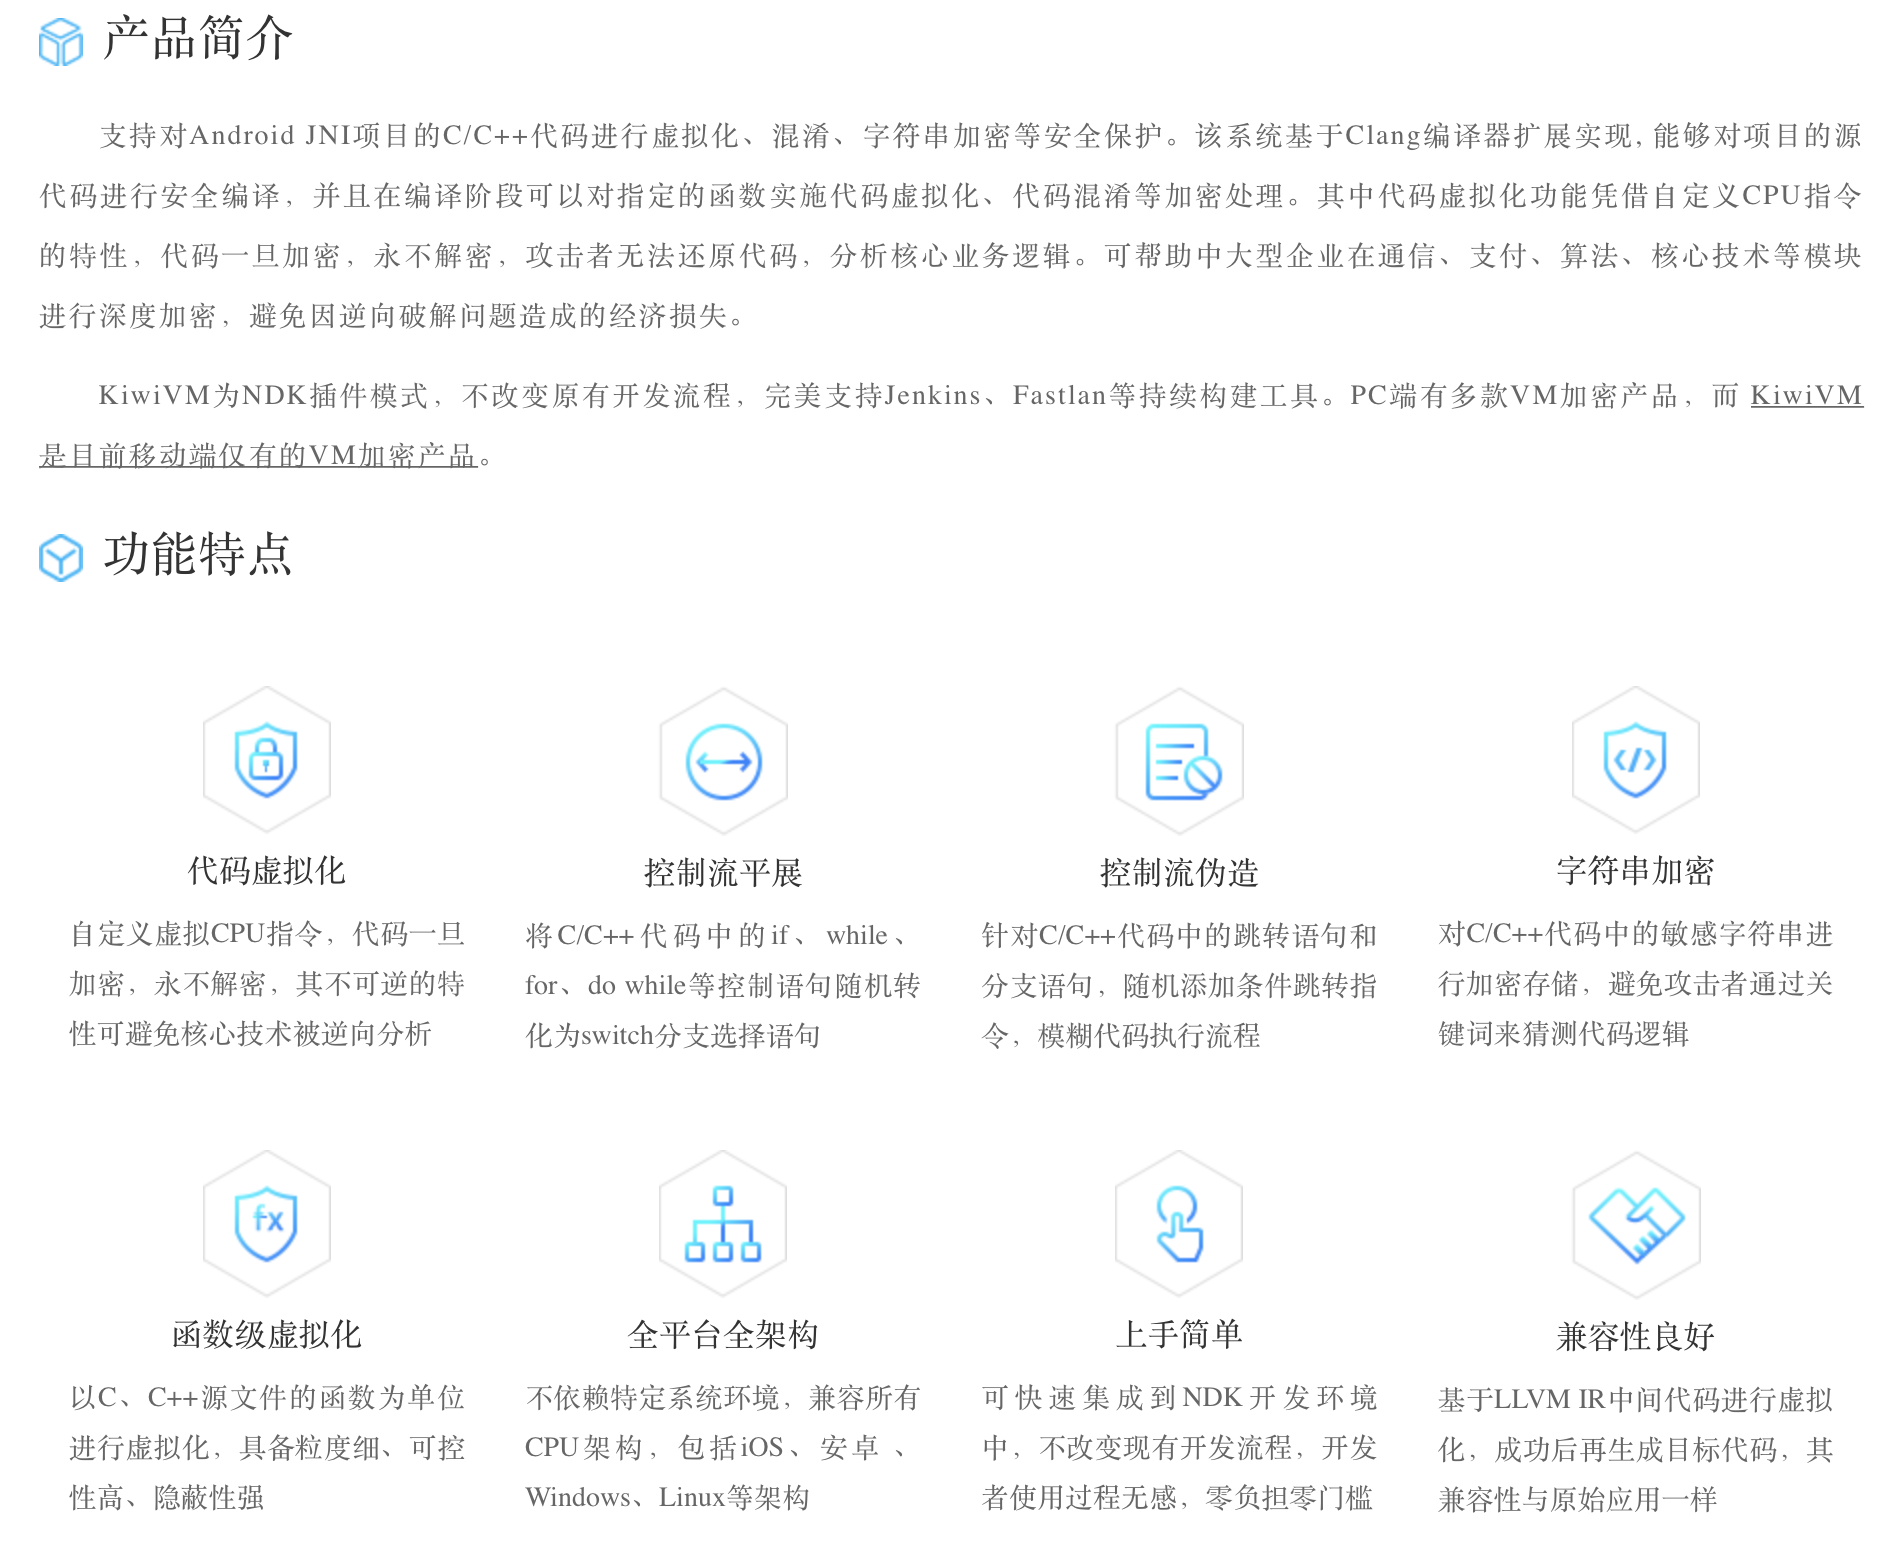 产品简介
支持对Android JNI项目的C/C++代码进行虚拟化、混淆、字符串加密等安全保护。该系统基于Clang编译器扩展实现, 能够对项目的源
代码进行安全编译，并且在编译阶段可以对指定的函数实施代码虚拟化、代码混淆等加密处理。其中代码虚拟化功能凭借自定义CPU指令
的特性，代码一旦加密，永不解密，攻击者无法还原代码，分析核心业务逻辑。可帮助中大型企业在通信、支付、算法、核心技术等模块
进行深度加密，避免因逆向破解问题造成的经济损失。
KiwiVM为NDK插件模式，不改变原有开发流程，完美支持Jenkins、Fastlan等持续构建工具。PC端有多款VM加密产品，而 KiwiVM
是目前移动端仅有的VM加密产品。
功能特点
代码虚拟化
自定义虚拟CPU指令，代码一旦
加密，永不解密，其不可逆的特
性可避免核心技术被逆向分析
控制流平展
将C/C++代码中的if、while、
for、do while等控制语句随机转
化为switch分支选择语句
控制流伪造
针对C/C++代码中的跳转语句和
分支语句，随机添加条件跳转指
令，模糊代码执行流程
字符串加密
对C/C++代码中的敏感字符串进
行加密存储，避免攻击者通过关
键词来猜测代码逻辑
fx
函数级虚拟化
以C、C++源文件的函数为单位
进行虚拟化，具备粒度细、可控
性高、隐蔽性强
全平台全架构
不依赖特定系统环境，兼容所有
CPU架构，包括iOS、安卓、
Windows、Linux等架构
上手简单
可快速集成到NDK开发环境
中，不改变现有开发流程，开发
者使用过程无感，零负担零门槛
兼容性良好
基于LLVM IR中间代码进行虚拟
化，成功后再生成目标代码，其
兼容性与原始应用一样